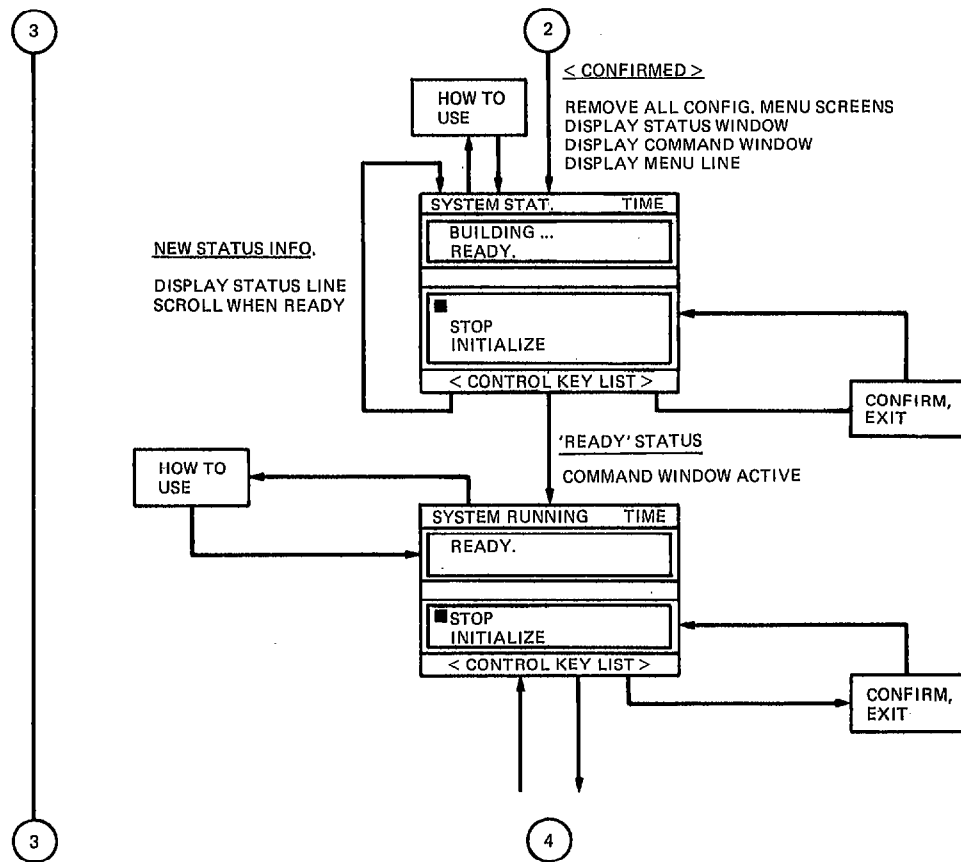 3
2
< CONFIRMED >
REMOVE ALL CONFIG. MENU SCREENS
DISPLAY STATUS WINDOW
DISPLAY COMMAND WINDOW
DISPLAY MENU LINE
HOW TO
USE
SYSTEM STAT. TIME
BUILDING ...
READY.
NEW STATUS INFO.
DISPLAY STATUS LINE
SCROLL WHEN READY
STOP
INITIALIZE
< CONTROL KEY LIST >
CONFIRM,
EXIT
'READY' STATUS
COMMAND WINDOW ACTIVE
HOW TO
USE
SYSTEM RUNNING TIME
READY.
STOP
INITIALIZE
< CONTROL KEY LIST >
CONFIRM,
EXIT
3
4